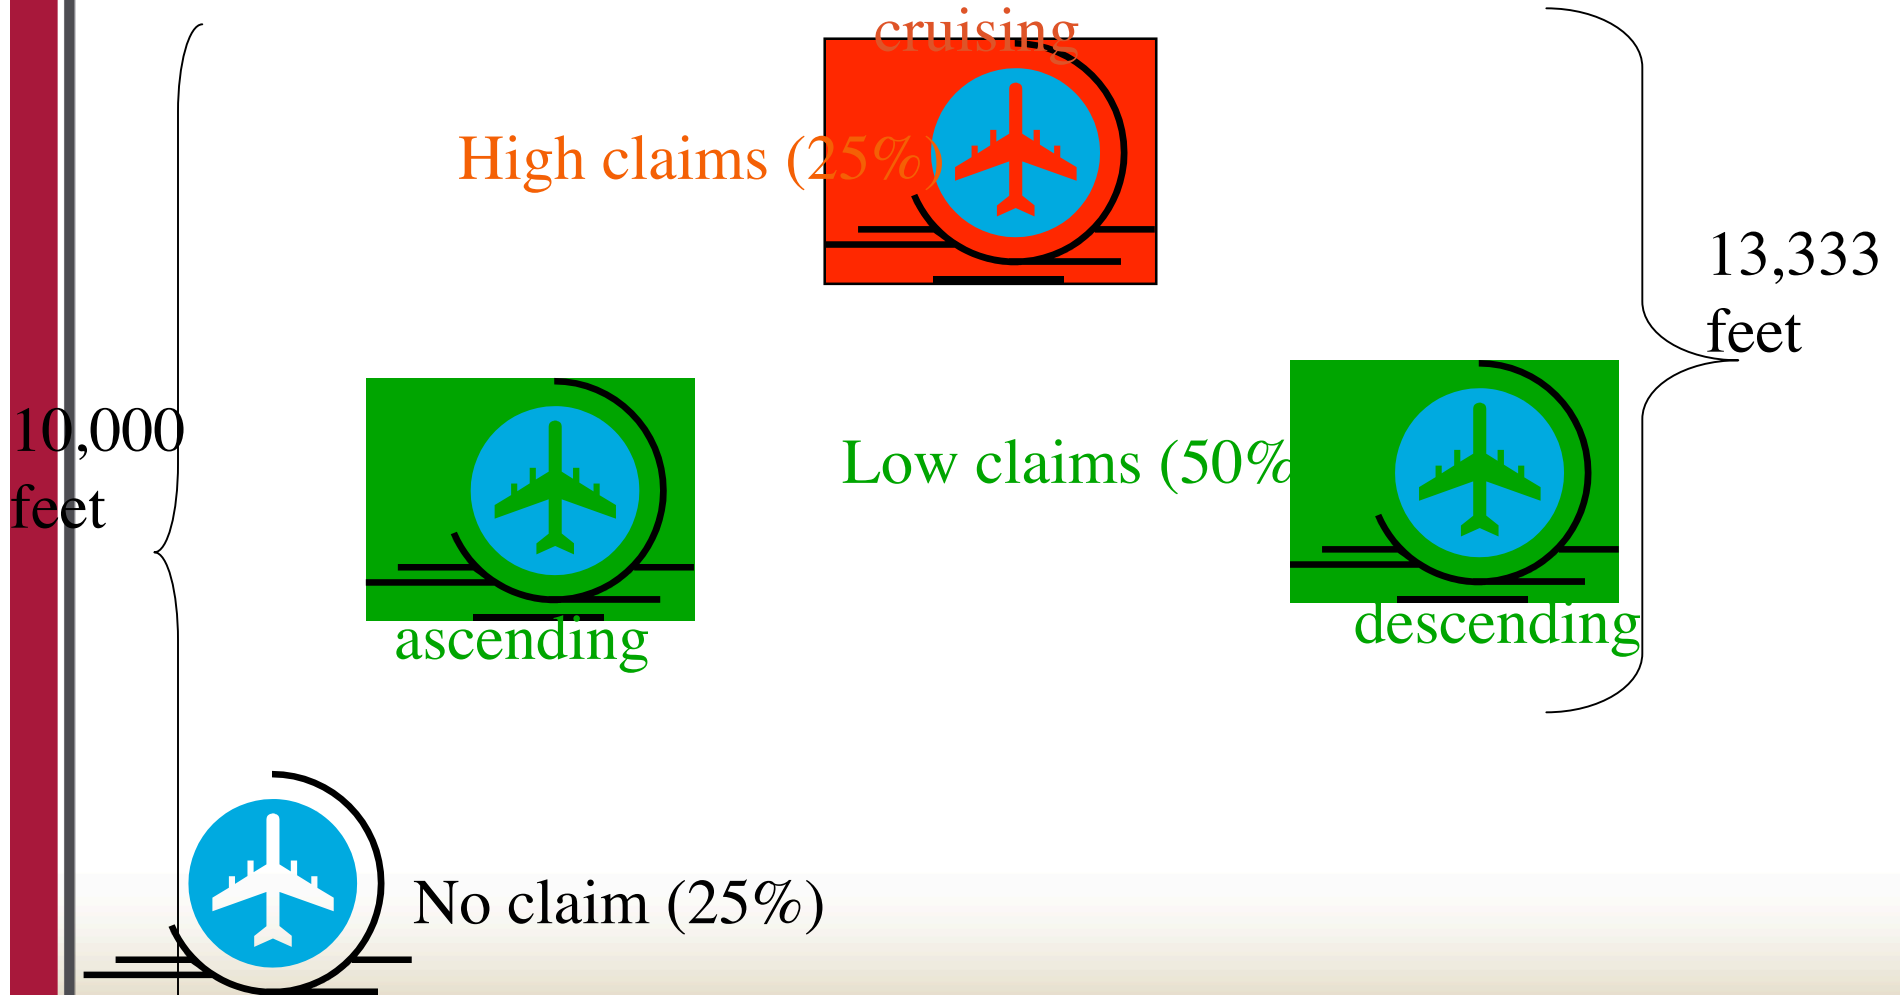 cruising
High claims (25%)
13,333
feet
10,000
feet
Low claims (50%
ascending
descending
No claim (25%)